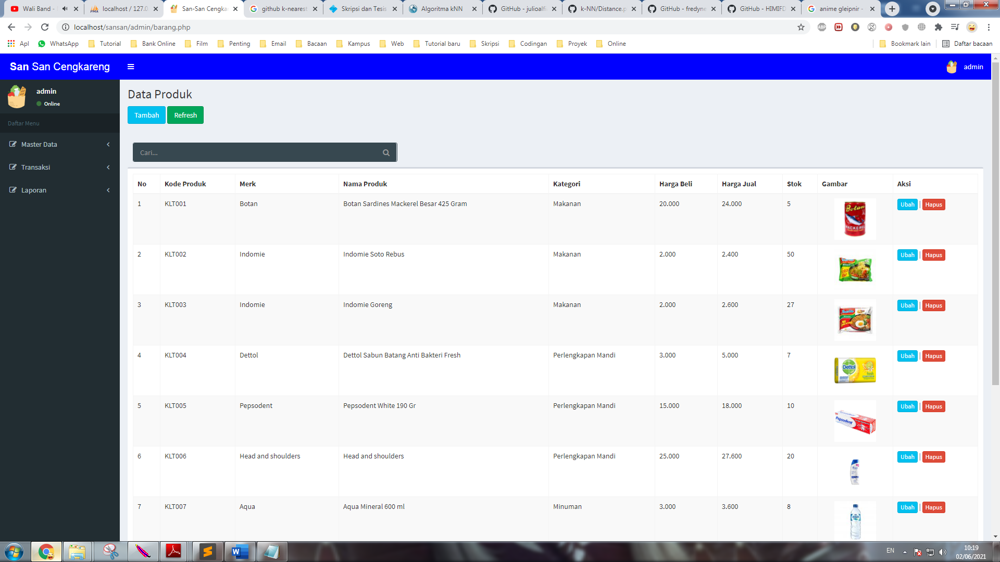 Wali Band -
localhost / 127.0
San-San Cengka
github k-nearest
Skripsi dan Tesis
Algoritma kNN
GitHub - julioalfi
k-NN/Distance.p
GitHub - fredyne
GitHub - HIMIFD
anime gleipnir -
localhost/sansan/admin/barang.php
ABP
Apl WhatsApp Tutorial Bank Online Film Penting Email Bacaan Kampus Web Tutorial baru Skripsi Codingan Proyek Online Bookmark lain Daftar bacaan
San San Cengkareng
admin
admin
Online
Daftar Menu
Master Data
Transaksi
Laporan
Data Produk
Tambah Refresh
Cari...
No Kode Produk Merk Nama Produk Kategori Harga Beli Harga Jual Stok Gambar Aksi
1 KLT001 Botan Botan Sardines Mackerel Besar 425 Gram Makanan 20.000 24.000 5 Ubah | Hapus
Botan
MACKEREL
2 KLT002 Indomie Indomie Soto Rebus Makanan 2.000 2.400 50 Ubah | Hapus
3 KLT003 Indomie Indomie Goreng Makanan 2.000 2.600 27 Ubah | Hapus
4 KLT004 Dettol Dettol Sabun Batang Anti Bakteri Fresh Perlengkapan Mandi 3.000 5.000 7 Ubah | Hapus
Dettol
fresh
5 KLT005 Pepsodent Pepsodent White 190 Gr Perlengkapan Mandi 15.000 18.000 10 Ubah | Hapus
Pepsodent
6 KLT006 Head and shoulders Head and shoulders Perlengkapan Mandi 25.000 27.600 20 Ubah | Hapus
7 KLT007 Aqua Aqua Mineral 600 ml Minuman 3.000 3.600 8 Ubah | Hapus
AQUA
EN
10:19
02/06/2021